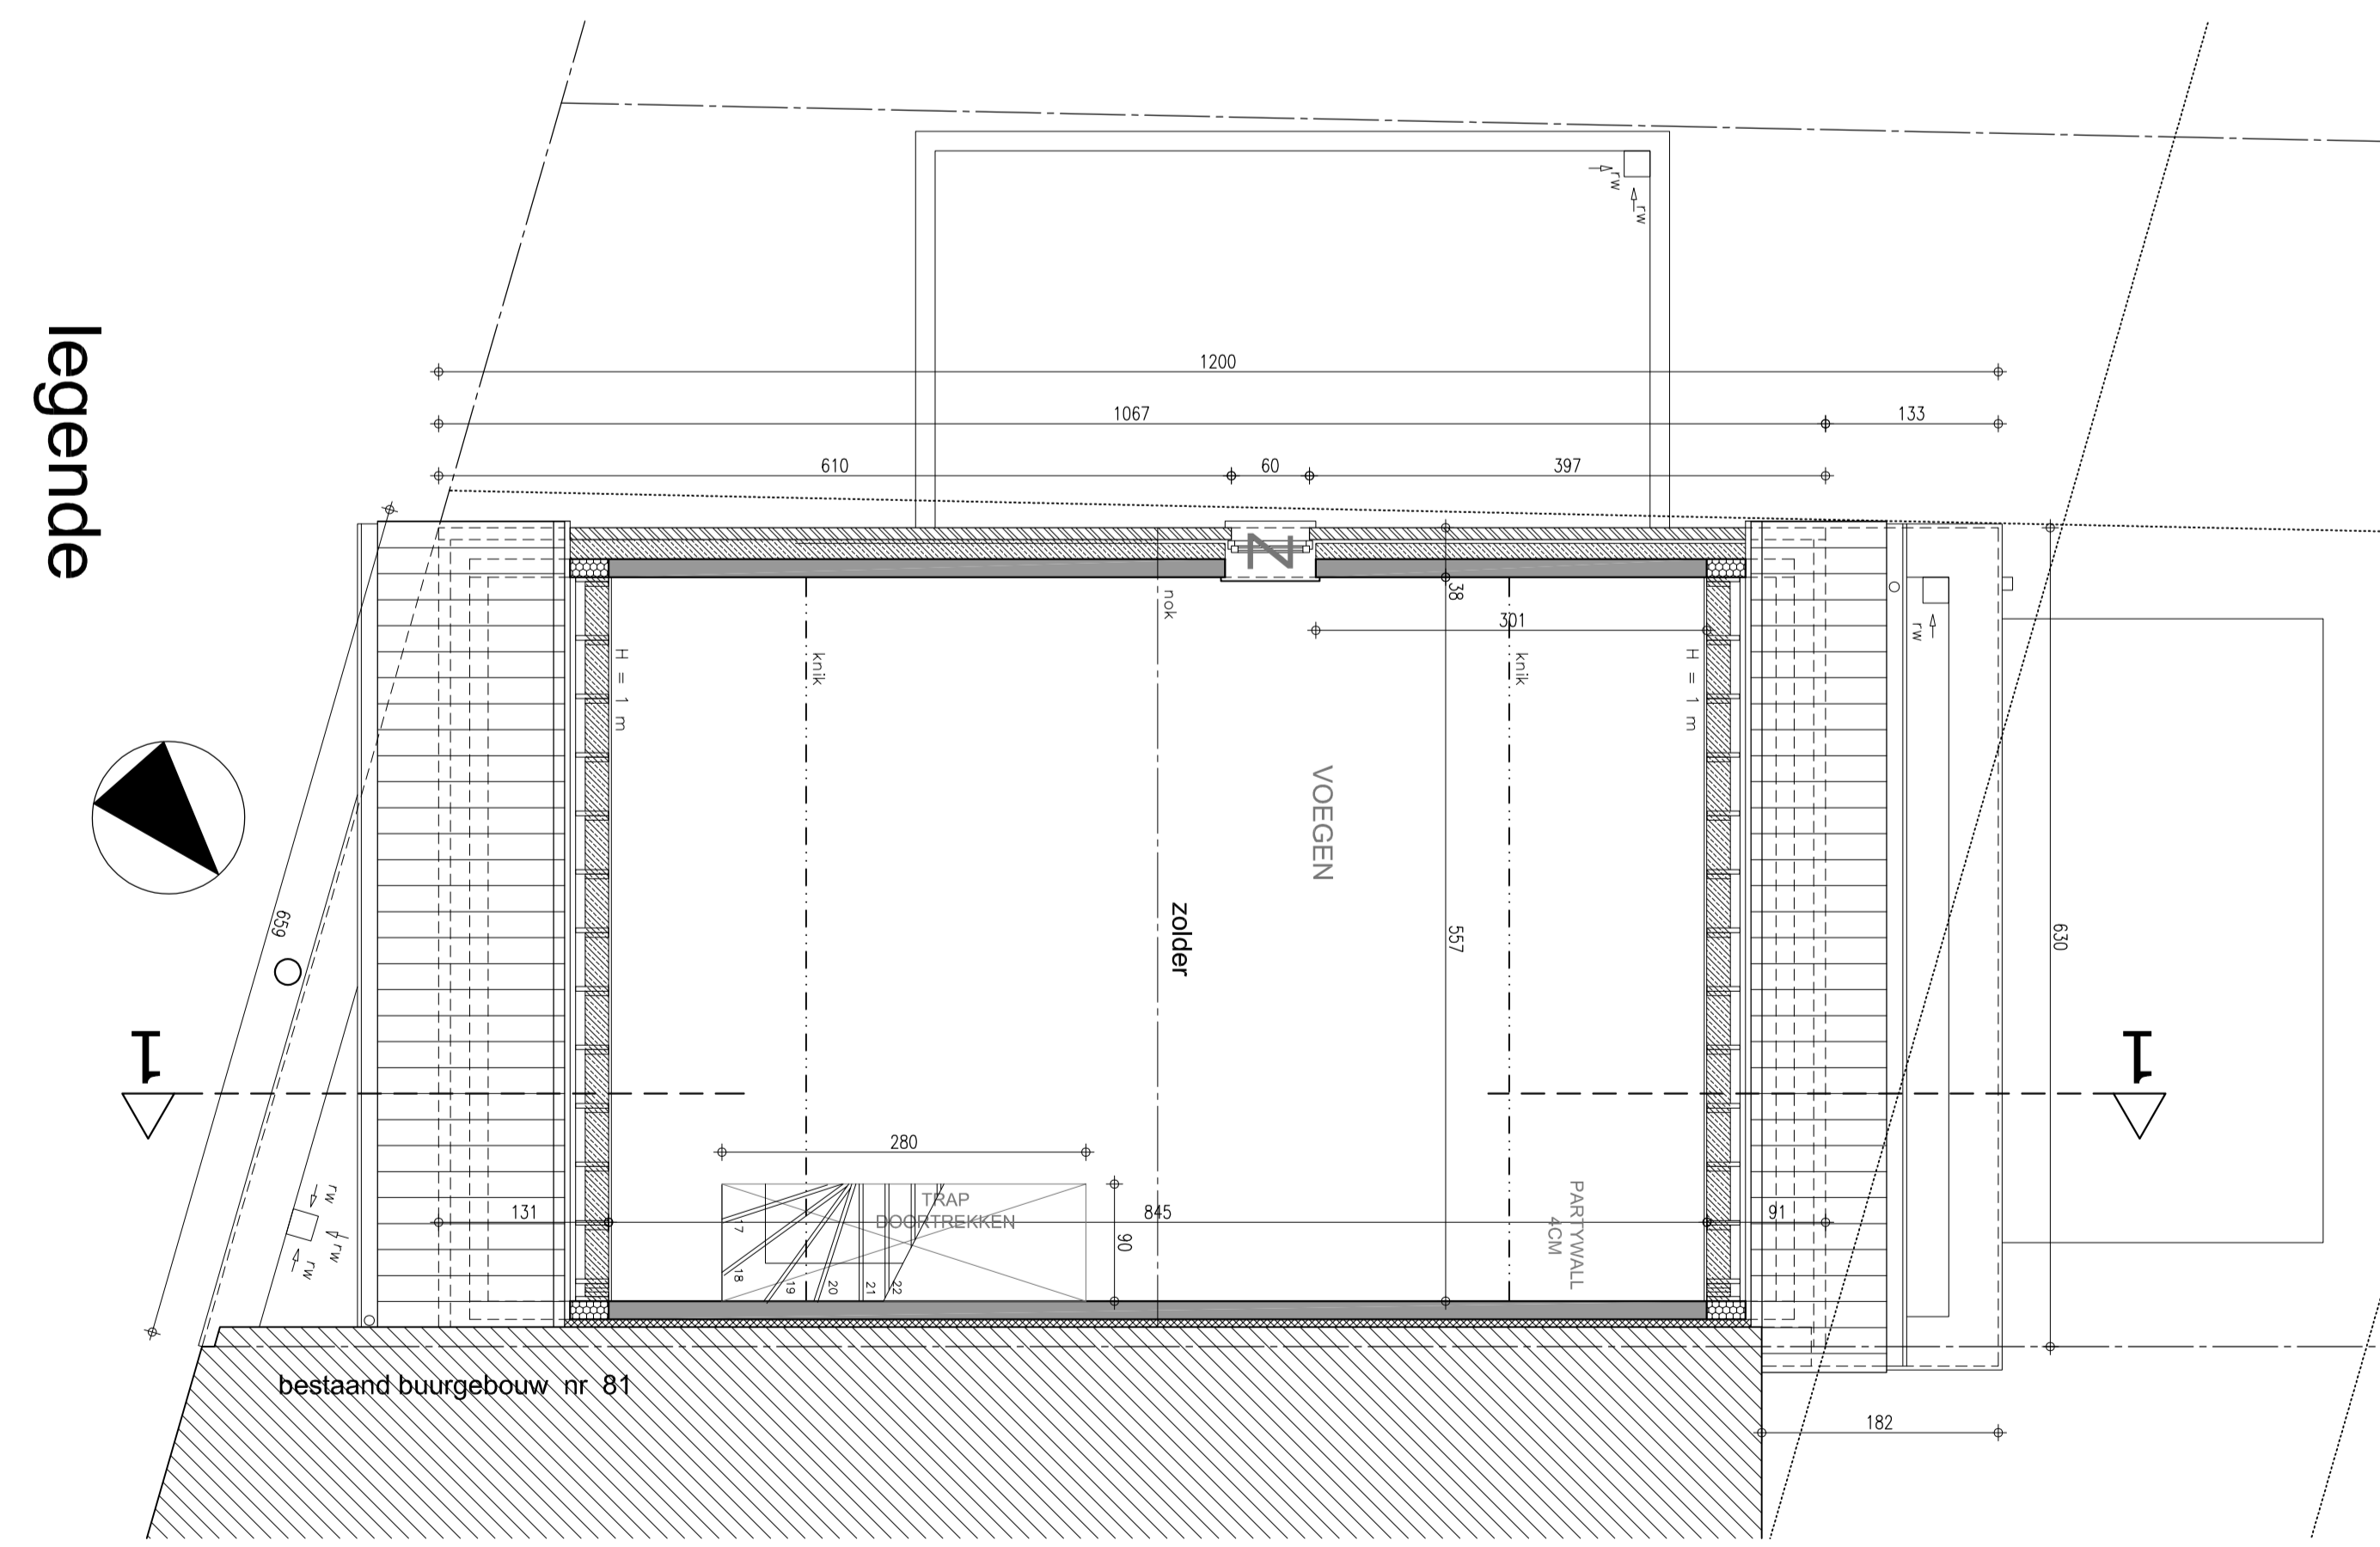 legende
rw
rw
1200
1067
133
610
60
397
N
38
nok
301
knik
knik
H = 1 m
H = 1 m
rw
VOEGEN
zolder
557
630
659
1
1
280
TRAP
DOORTREKKEN
131
845
91
90
17
18
19
20
21
22
PARTYWALL
4CM
rw
rw
rw
bestaand buurgebouw nr 81
182